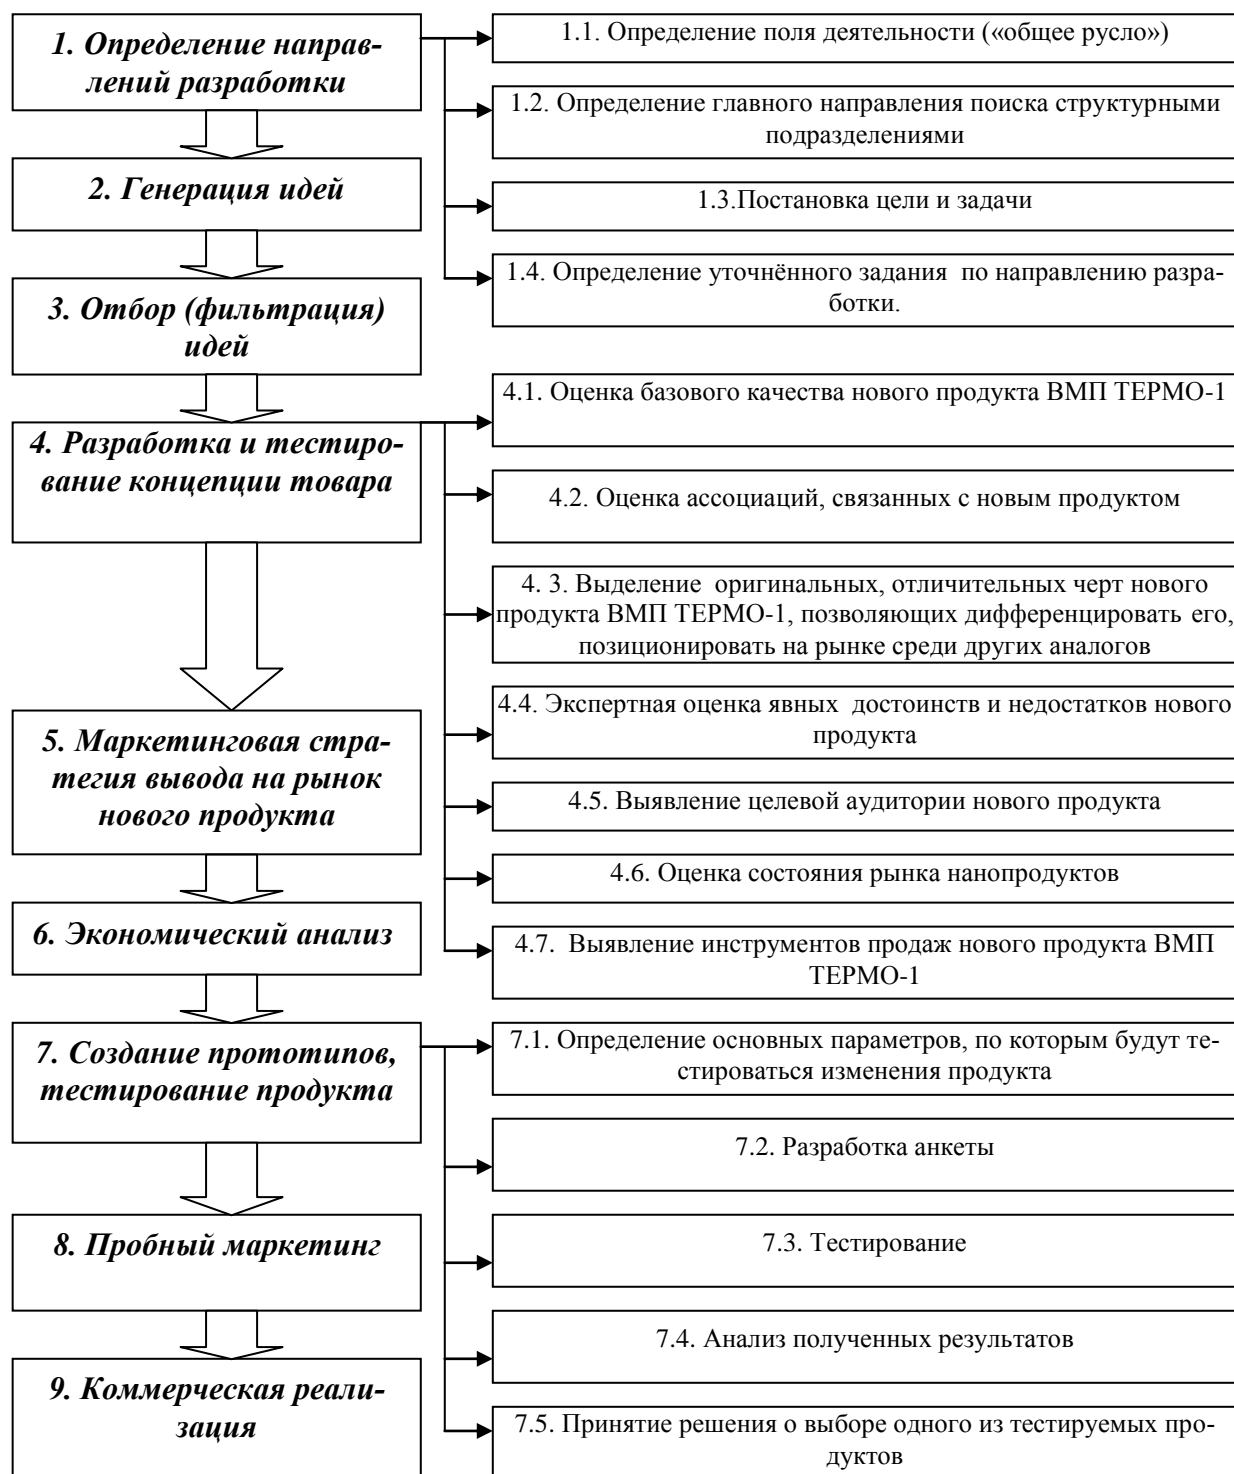 1. Определение направ-
лений разработки
1.1. Определение поля деятельности («общее русло»)
1.2. Определение главного направления поиска структурными
подразделениями
1.3.Постановка цели и задачи
1.4. Определение уточнённого задания по направлению разра-
ботки.
2. Генерация идей
3. Отбор (фильтрация)
идей
4. Разработка и тестиро-
вание концепции товара
4.1. Оценка базового качества нового продукта ВМП ТЕРМО-1
4.2. Оценка ассоциаций, связанных с новым продуктом
4. 3. Выделение оригинальных, отличительных черт нового
продукта ВМП ТЕРМО-1, позволяющих дифференцировать его,
позиционировать на рынке среди других аналогов
4.4. Экспертная оценка явных достоинств и недостатков нового
продукта
4.5. Выявление целевой аудитории нового продукта
4.6. Оценка состояния рынка нанопродуктов
4.7. Выявление инструментов продаж нового продукта ВМП
ТЕРМО-1
5. Маркетинговая стра-
тегия вывода на рынок
нового продукта
6. Экономический анализ
7. Создание прототипов,
тестирование продукта
7.1. Определение основных параметров, по которым будут те-
стироваться изменения продукта
7.2. Разработка анкеты
7.3. Тестирование
7.4. Анализ полученных результатов
7.5. Принятие решения о выборе одного из тестируемых про-
дуктов
8. Пробный маркетинг
9. Коммерческая реали-
зация